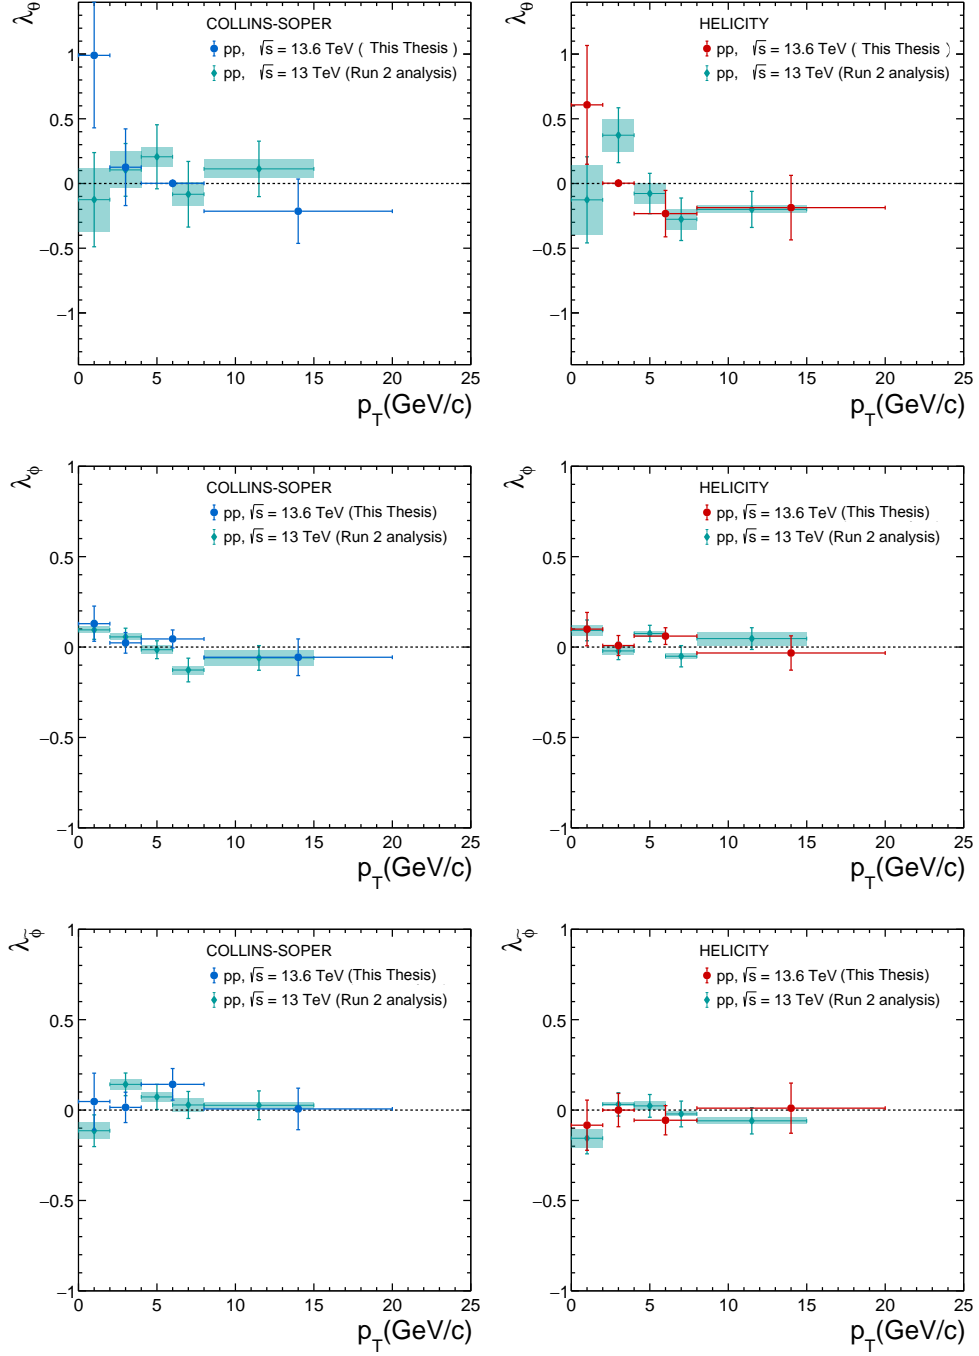 λθ
COLLINS-SOPER
pp, √s = 13.6 TeV ( This Thesis )
pp, √s = 13 TeV (Run 2 analysis)
1
0.5
0
−0.5
−1
0 5 10 15 20 25
p_T(GeV/c)
λθ
HELICITY
pp, √s = 13.6 TeV ( This Thesis )
pp, √s = 13 TeV (Run 2 analysis)
1
0.5
0
−0.5
−1
0 5 10 15 20 25
p_T(GeV/c)
λϕ
COLLINS-SOPER
pp, √s = 13.6 TeV (This Thesis)
pp, √s = 13 TeV (Run 2 analysis)
1
0.5
0
−0.5
−1
0 5 10 15 20 25
p_T(GeV/c)
λϕ
HELICITY
pp, √s = 13.6 TeV (This Thesis)
pp, √s = 13 TeV (Run 2 analysis)
1
0.5
0
−0.5
−1
0 5 10 15 20 25
p_T(GeV/c)
λϕ̃
COLLINS-SOPER
pp, √s = 13.6 TeV (This Thesis)
pp, √s = 13 TeV (Run 2 analysis)
1
0.5
0
−0.5
−1
0 5 10 15 20 25
p_T(GeV/c)
λϕ̃
HELICITY
pp, √s = 13.6 TeV (This Thesis)
pp, √s = 13 TeV (Run 2 analysis)
1
0.5
0
−0.5
−1
0 5 10 15 20 25
p_T(GeV/c)